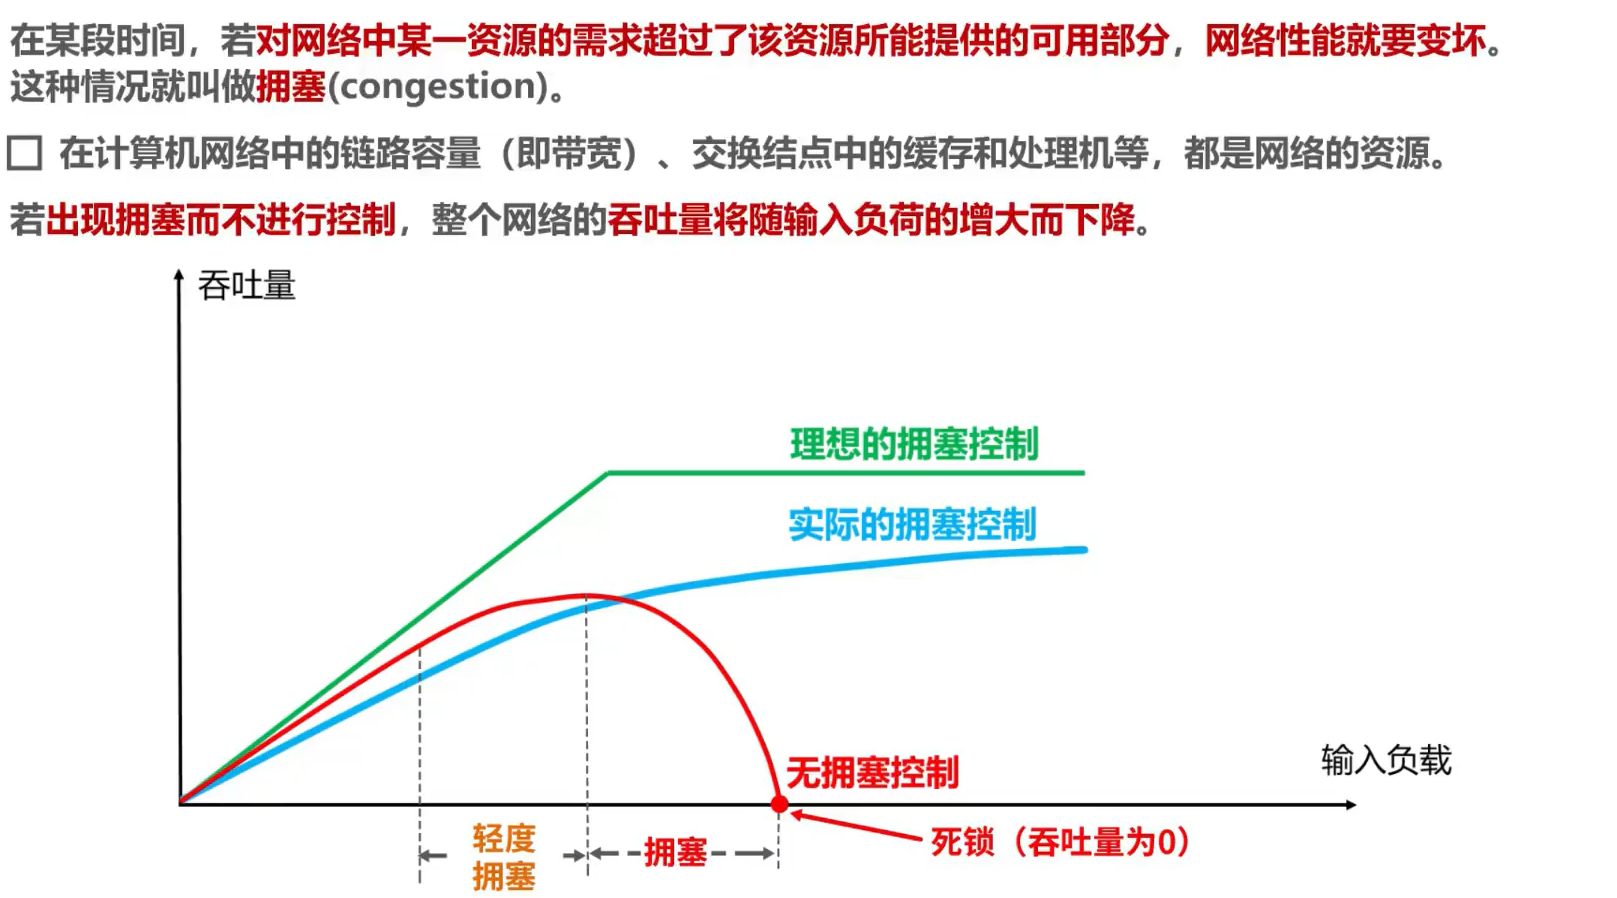 在某段时间，若对网络中某一资源的需求超过了该资源所能提供的可用部分，网络性能就要变坏。
这种情况就叫做拥塞(congestion)。
在计算机网络中的链路容量（即带宽）、交换结点中的缓存和处理机等，都是网络的资源。
若出现拥塞而不进行控制，整个网络的吞吐量将随输入负荷的增大而下降。
吞吐量
理想的拥塞控制
实际的拥塞控制
无拥塞控制
输入负载
轻度
拥塞
拥塞
死锁（吞吐量为0）